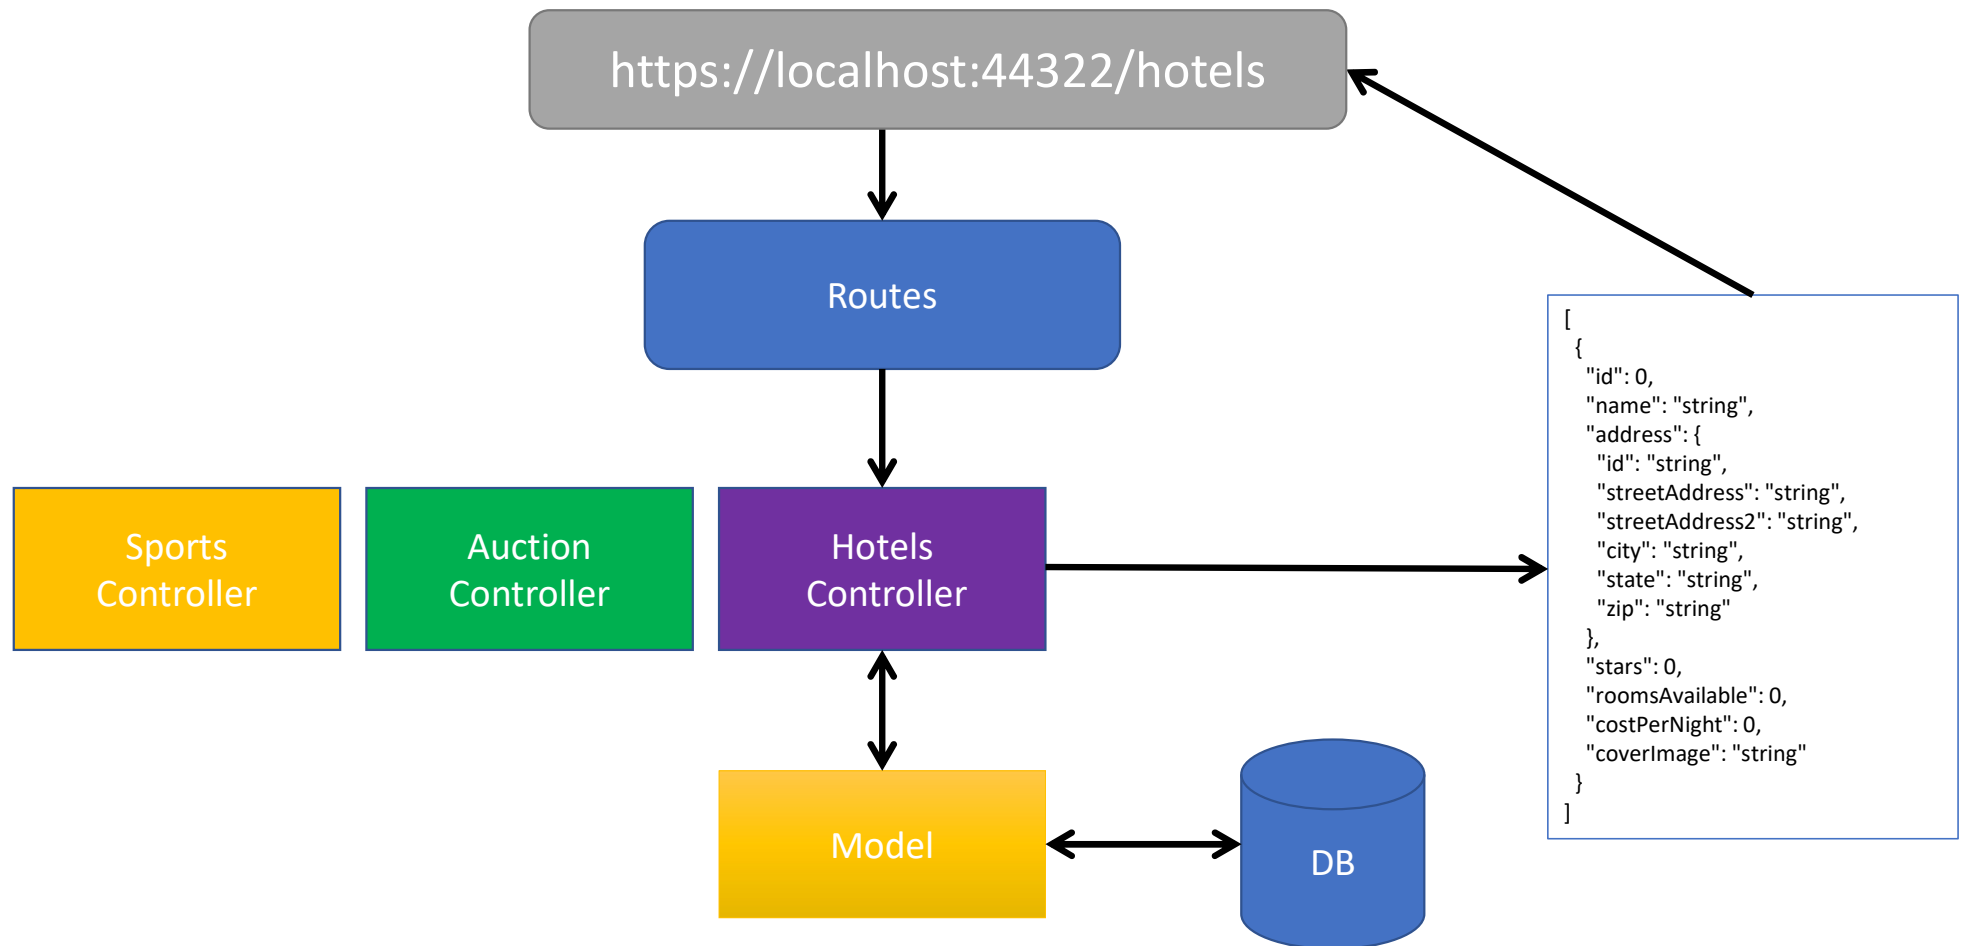 https://localhost:44322/hotels
Routes
Sports
Controller
Auction
Controller
Hotels
Controller
Model
DB
[
{
"id": 0,
"name": "string",
"address": {
"id": "string",
"streetAddress": "string",
"streetAddress2": "string",
"city": "string",
"state": "string",
"zip": "string"
},
"stars": 0,
"roomsAvailable": 0,
"costPerNight": 0,
"coverImage": "string"
}
]